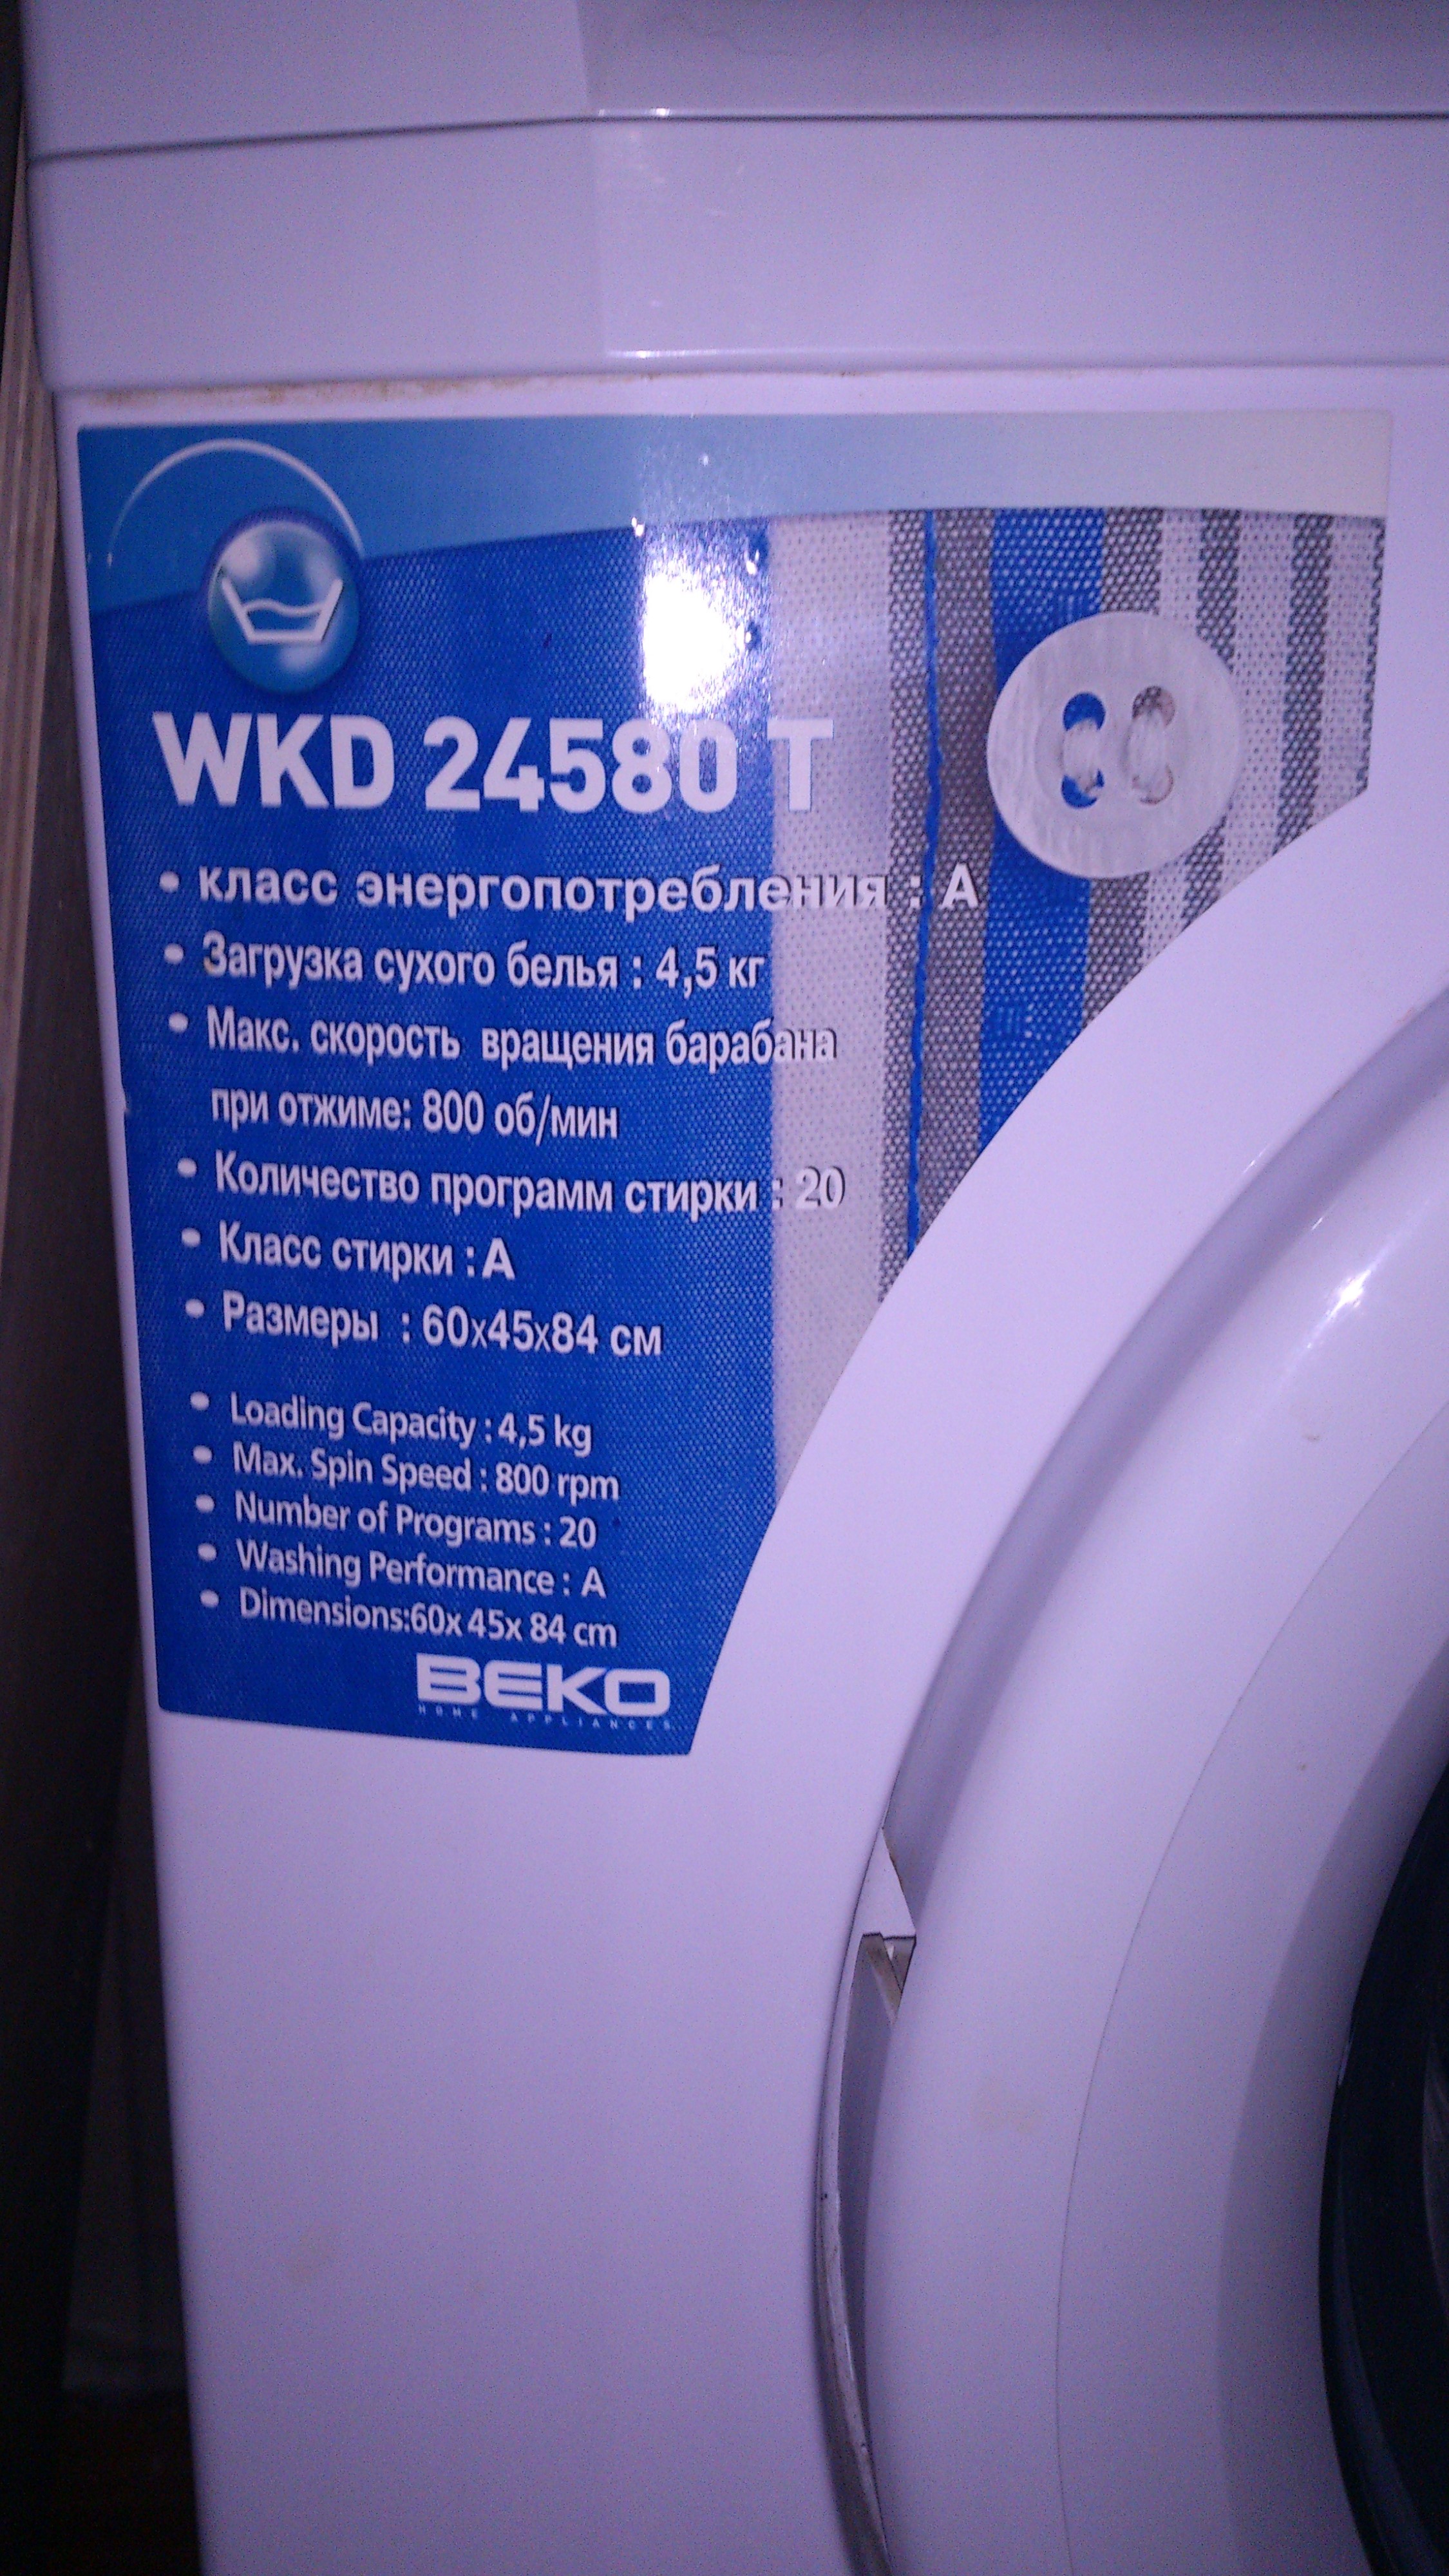 WKD 24580 T
• класс энергопотребления : А
• Загрузка сухого белья : 4,5 кг
• Макс. скорость вращения барабана
при отжиме: 800 об/мин
• Количество программ стирки : 20
• Класс стирки : А
• Размеры : 60x45x84 см
• Loading Capacity : 4,5 kg
• Max. Spin Speed : 800 rpm
• Number of Programs : 20
• Washing Performance : A
• Dimensions:60x 45x 84 cm
BEKO
HOME APPLIANCES